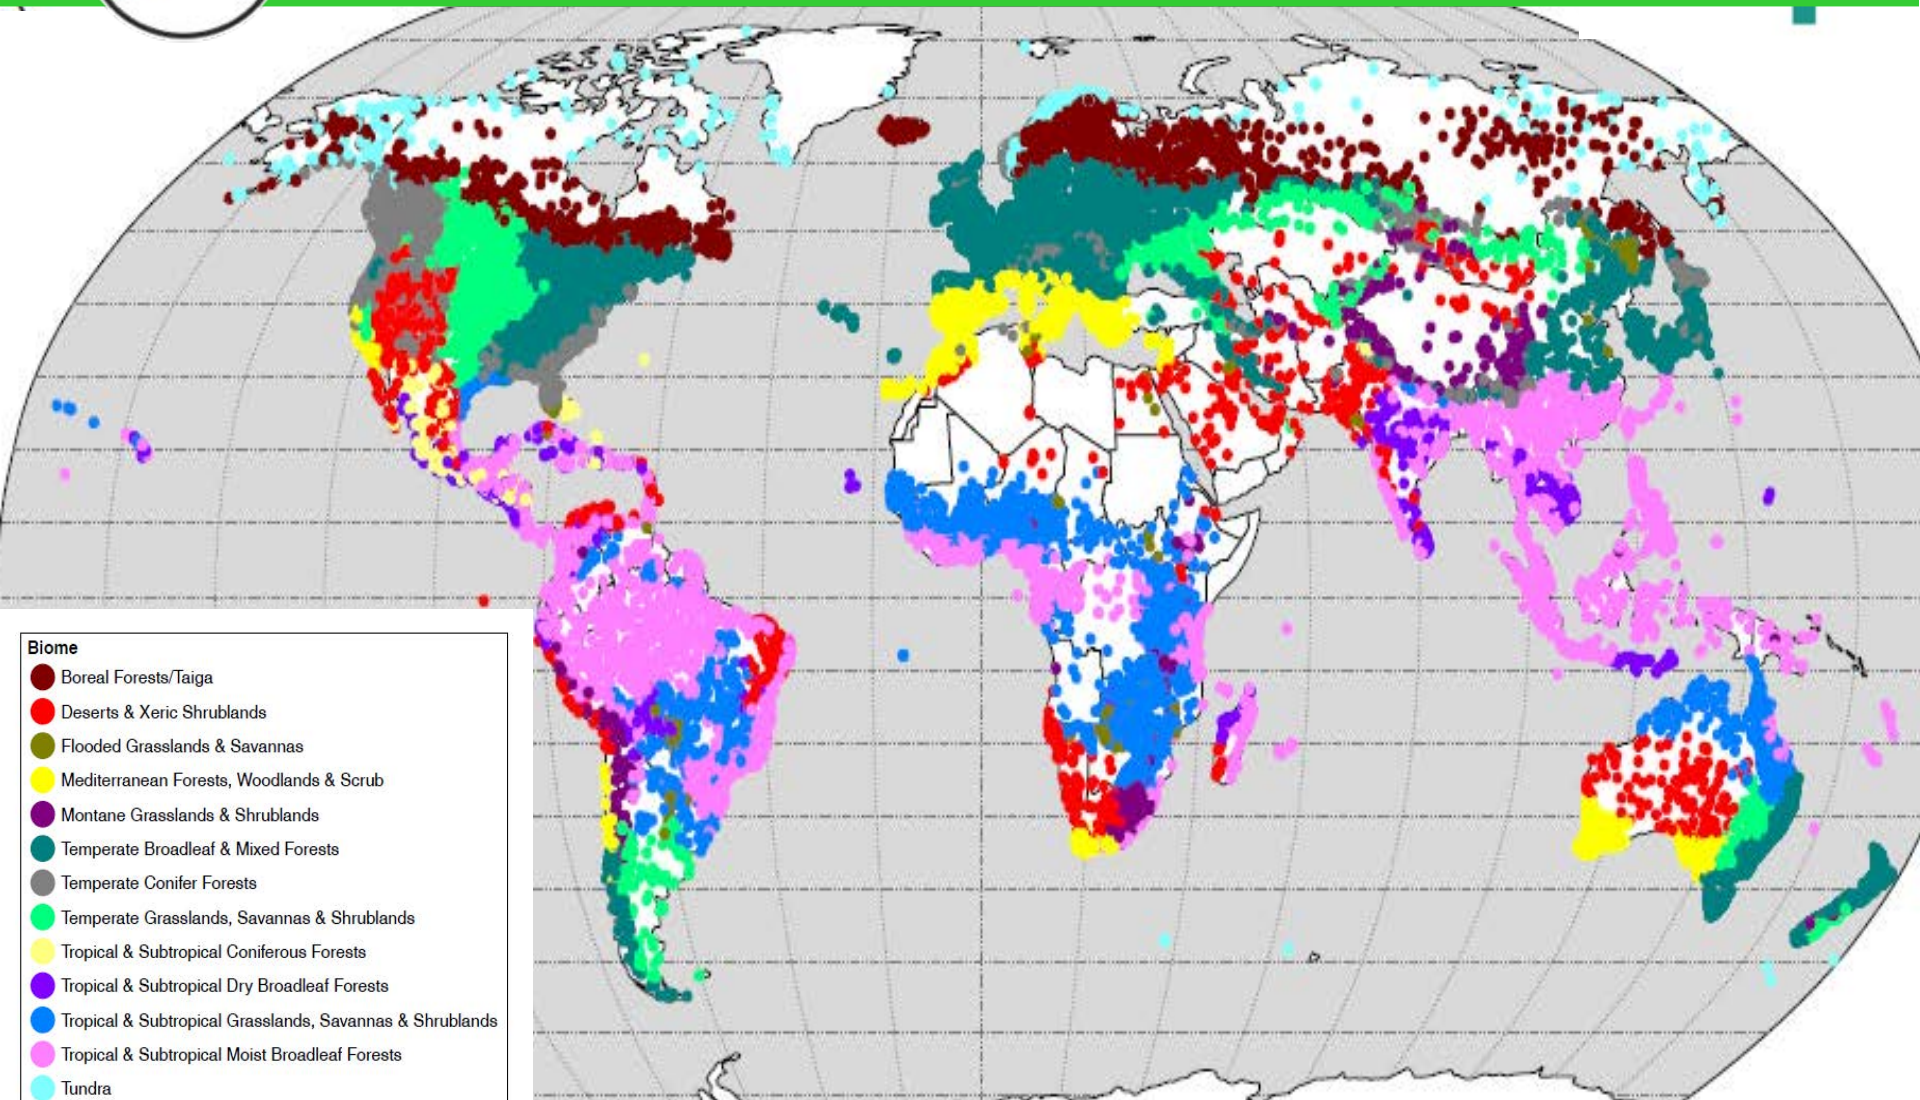 Biome
Boreal Forests/Taiga
Deserts & Xeric Shrublands
Flooded Grasslands & Savannas
Mediterranean Forests, Woodlands & Scrub
Montane Grasslands & Shrublands
Temperate Broadleaf & Mixed Forests
Temperate Conifer Forests
Temperate Grasslands, Savannas & Shrublands
Tropical & Subtropical Coniferous Forests
Tropical & Subtropical Dry Broadleaf Forests
Tropical & Subtropical Grasslands, Savannas & Shrublands
Tropical & Subtropical Moist Broadleaf Forests
Tundra